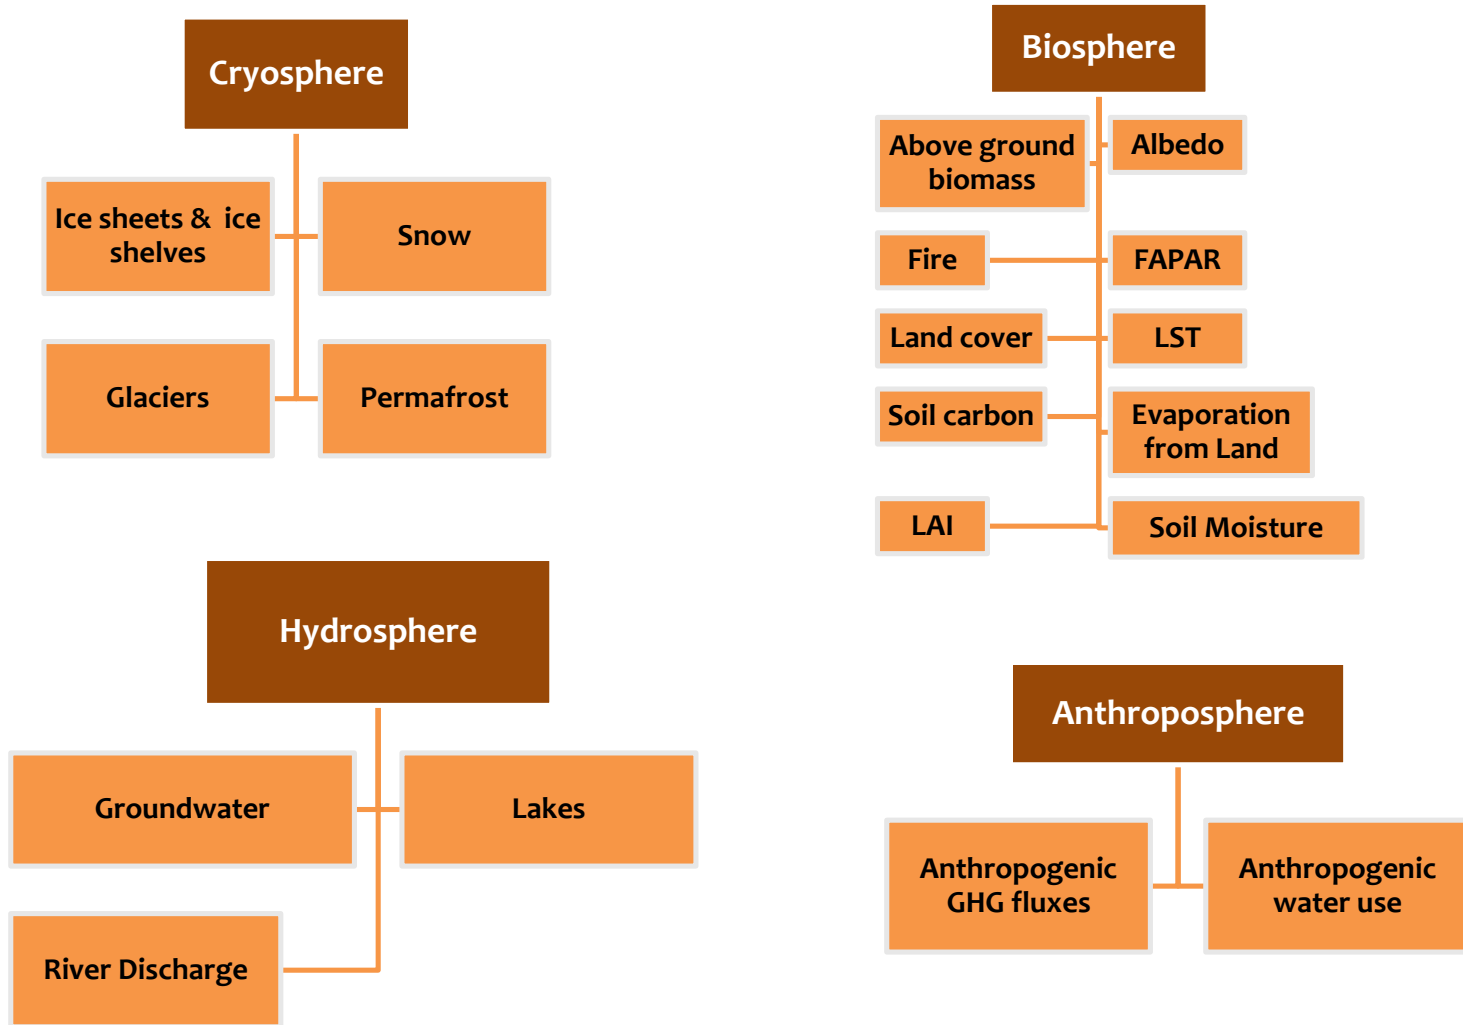 Cryosphere
Ice sheets & ice
shelves
Snow
Glaciers
Permafrost
Biosphere
Above ground
biomass
Albedo
Fire
FAPAR
Land cover
LST
Soil carbon
Evaporation
from Land
LAI
Soil Moisture
Hydrosphere
Groundwater
Lakes
River Discharge
Anthroposphere
Anthropogenic
GHG fluxes
Anthropogenic
water use